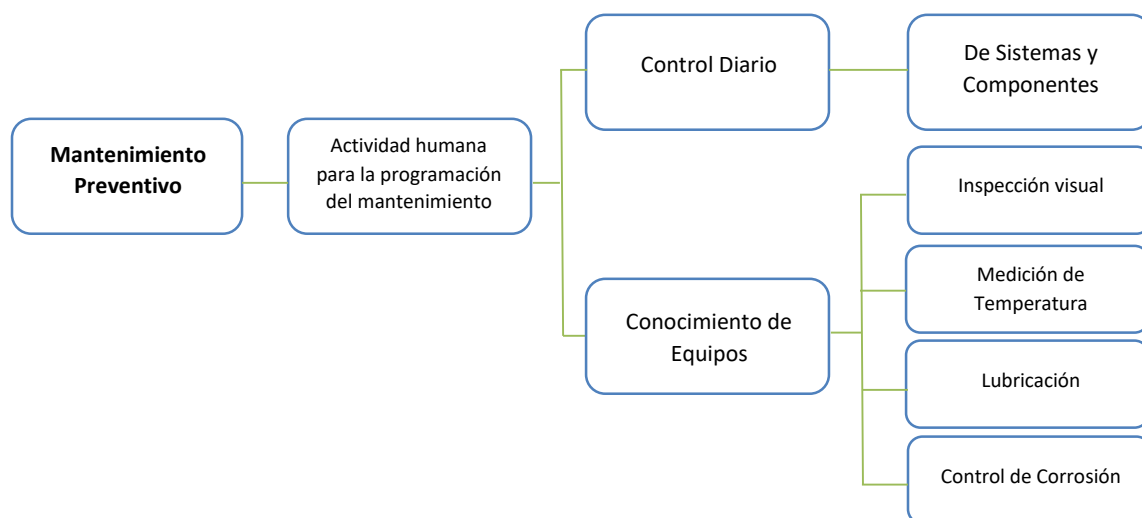 Mantenimiento
Preventivo
Actividad humana
para la programación
del mantenimiento
Control Diario
De Sistemas y
Componentes
Conocimiento de
Equipos
Inspección visual
Medición de
Temperatura
Lubricación
Control de Corrosión